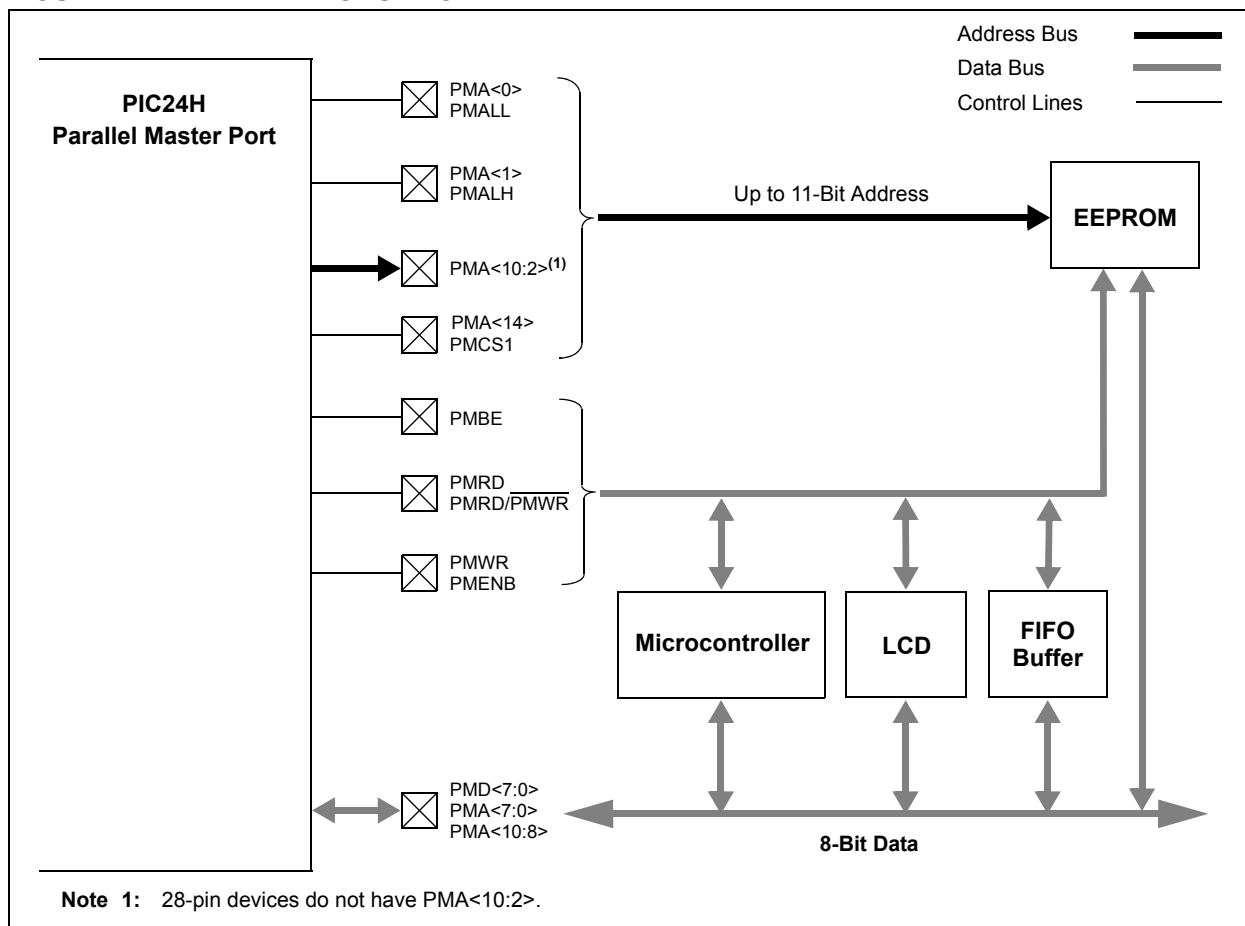 Address Bus
Data Bus
Control Lines
PIC24H
Parallel Master Port
PMA<0>
PMALL
PMA<1>
PMALH
Up to 11-Bit Address
EEPROM
PMA<10:2>(1)
PMA<14>
PMCS1
PMBE
PMRD
PMRD/PMWR
PMWR
PMENB
Microcontroller
LCD
FIFO
Buffer
PMD<7:0>
PMA<7:0>
PMA<10:8>
8-Bit Data
Note 1: 28-pin devices do not have PMA<10:2>.